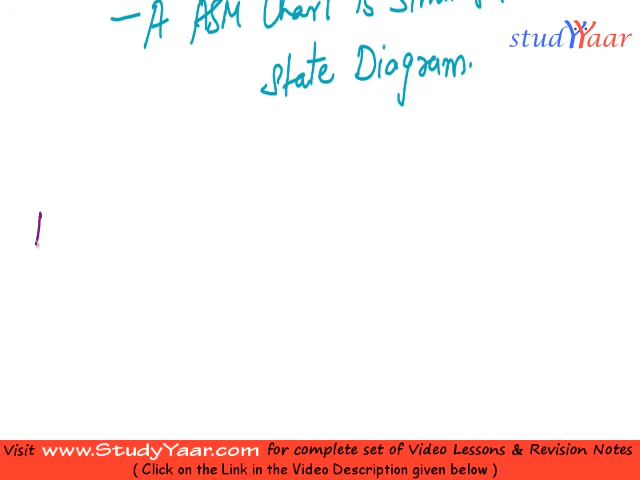 – A ASM Chart is
State Diagram.
studYYaar
Visit www.StudyYaar.com for complete set of Video Lessons & Revision Notes
( Click on the Link in the Video Description given below )